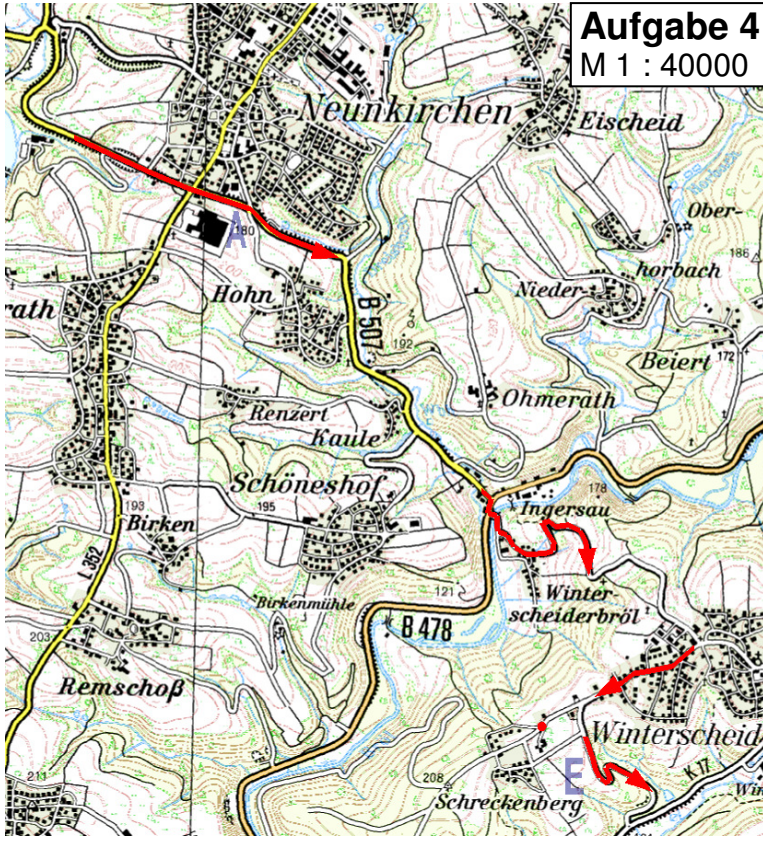 Aufgabe 4
M 1 : 40000
Neunkirchen
Eischeid
A
180
Ober-
horbach
186
Nieder-
Hohn
B 507
192
Beiert
172
rath
Renzert
Ohmerath
Kaule
Schöneshof
178
193
195
Ingersau
Birken
L 352
Birkenmühle
121
Winter-
scheiderbröl
203
B 478
Remschoß
Winterscheid
208
K 17
211
E
Schreckenberg
Win